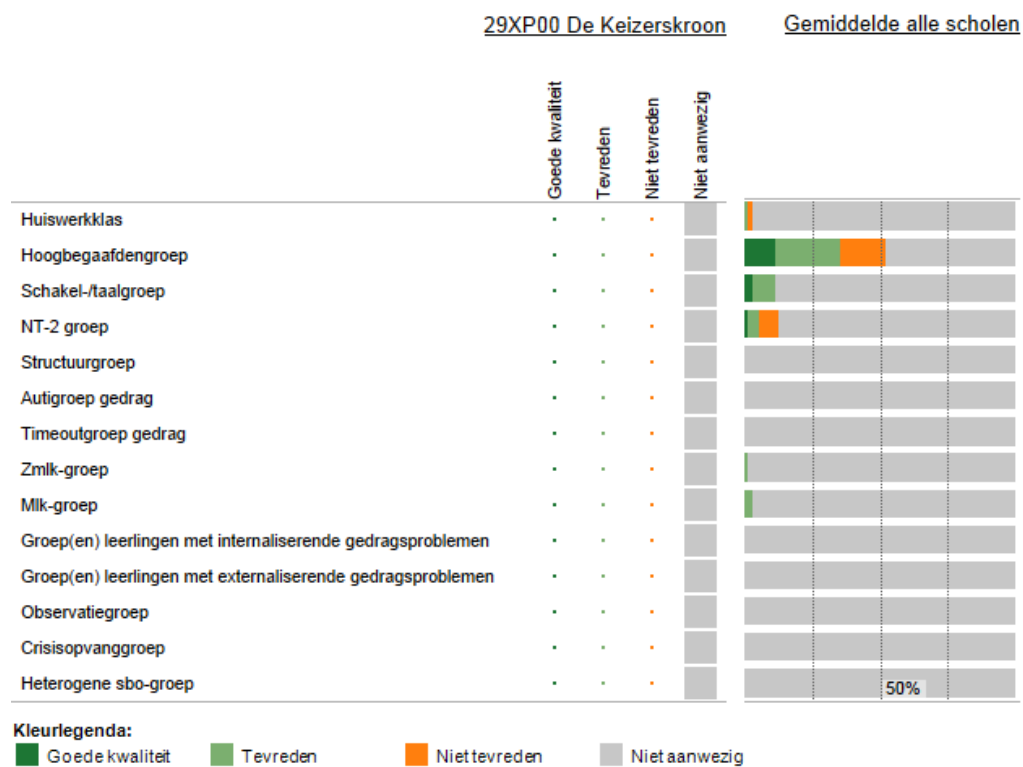 29XP00 De Keizerskroon Gemiddelde alle scholen
Goede kwaliteit
Tevreden
Niet tevreden
Niet aanwezig
Huiswerkklas
Hoogbegaafdengroep
Schakel-/taalgroep
NT-2 groep
Structuurgroep
Autigroep gedrag
Timeoutgroep gedrag
Zmlk-groep
Mlk-groep
Groep(en) leerlingen met internaliserende gedragsproblemen
Groep(en) leerlingen met externaliserende gedragsproblemen
Observatiegroep
Crisisopvanggroep
Heterogene sbo-groep
50%
Kleurlegenda:
Goede kwaliteit Tevreden Niet tevreden Niet aanwezig